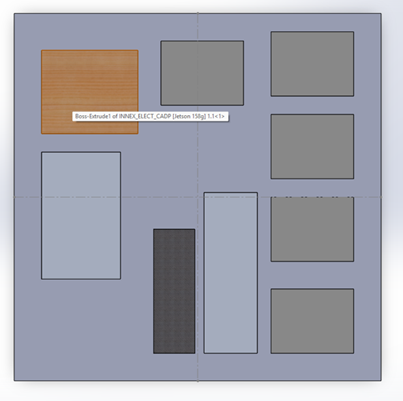 Boss-Extrude1 of INNEX_ELECT_CADP [Jetson 158g] 1.1<1>